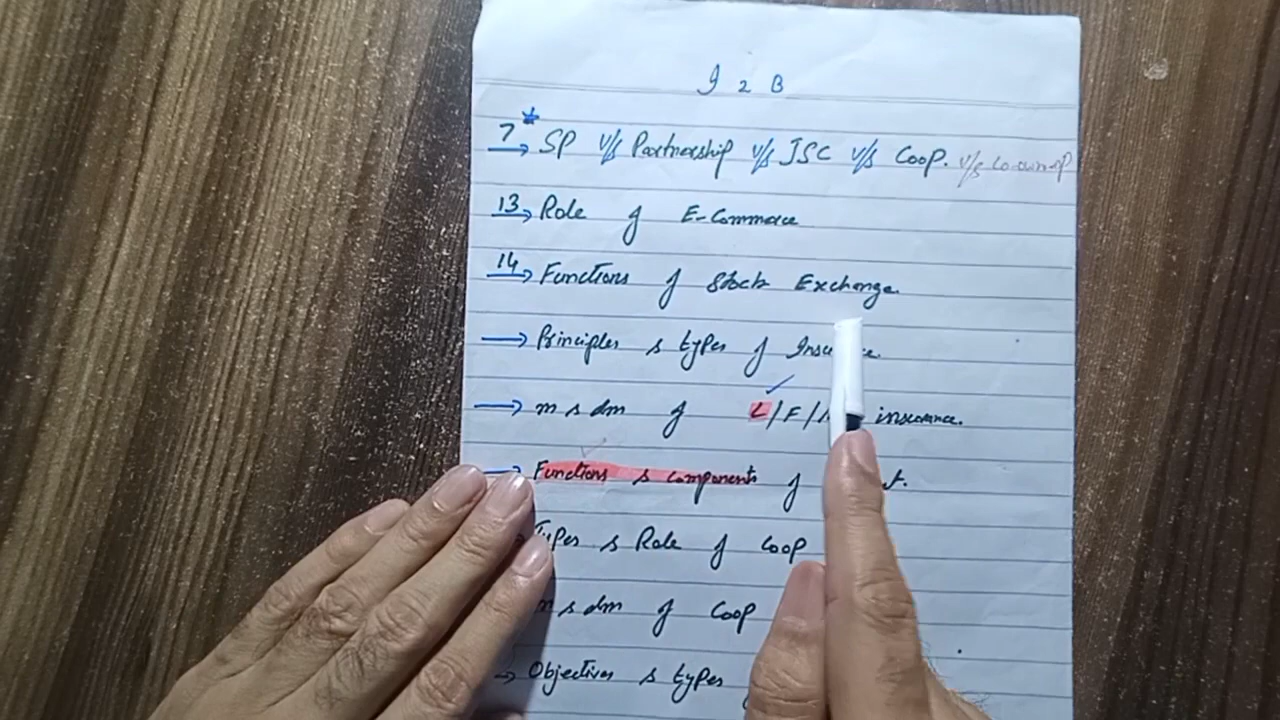 I 2 B
7* → SP v/s Partnership v/s JSC v/s Coop. v/s
13 → Role of E-Commerce
14 → Functions of Stock Exchange.
→ Principles & types of
→ m & dm of L/F/ insurance.
→ Functions & components of
Types & Role of Coop
m & dm of Coop
→ Objectives & types